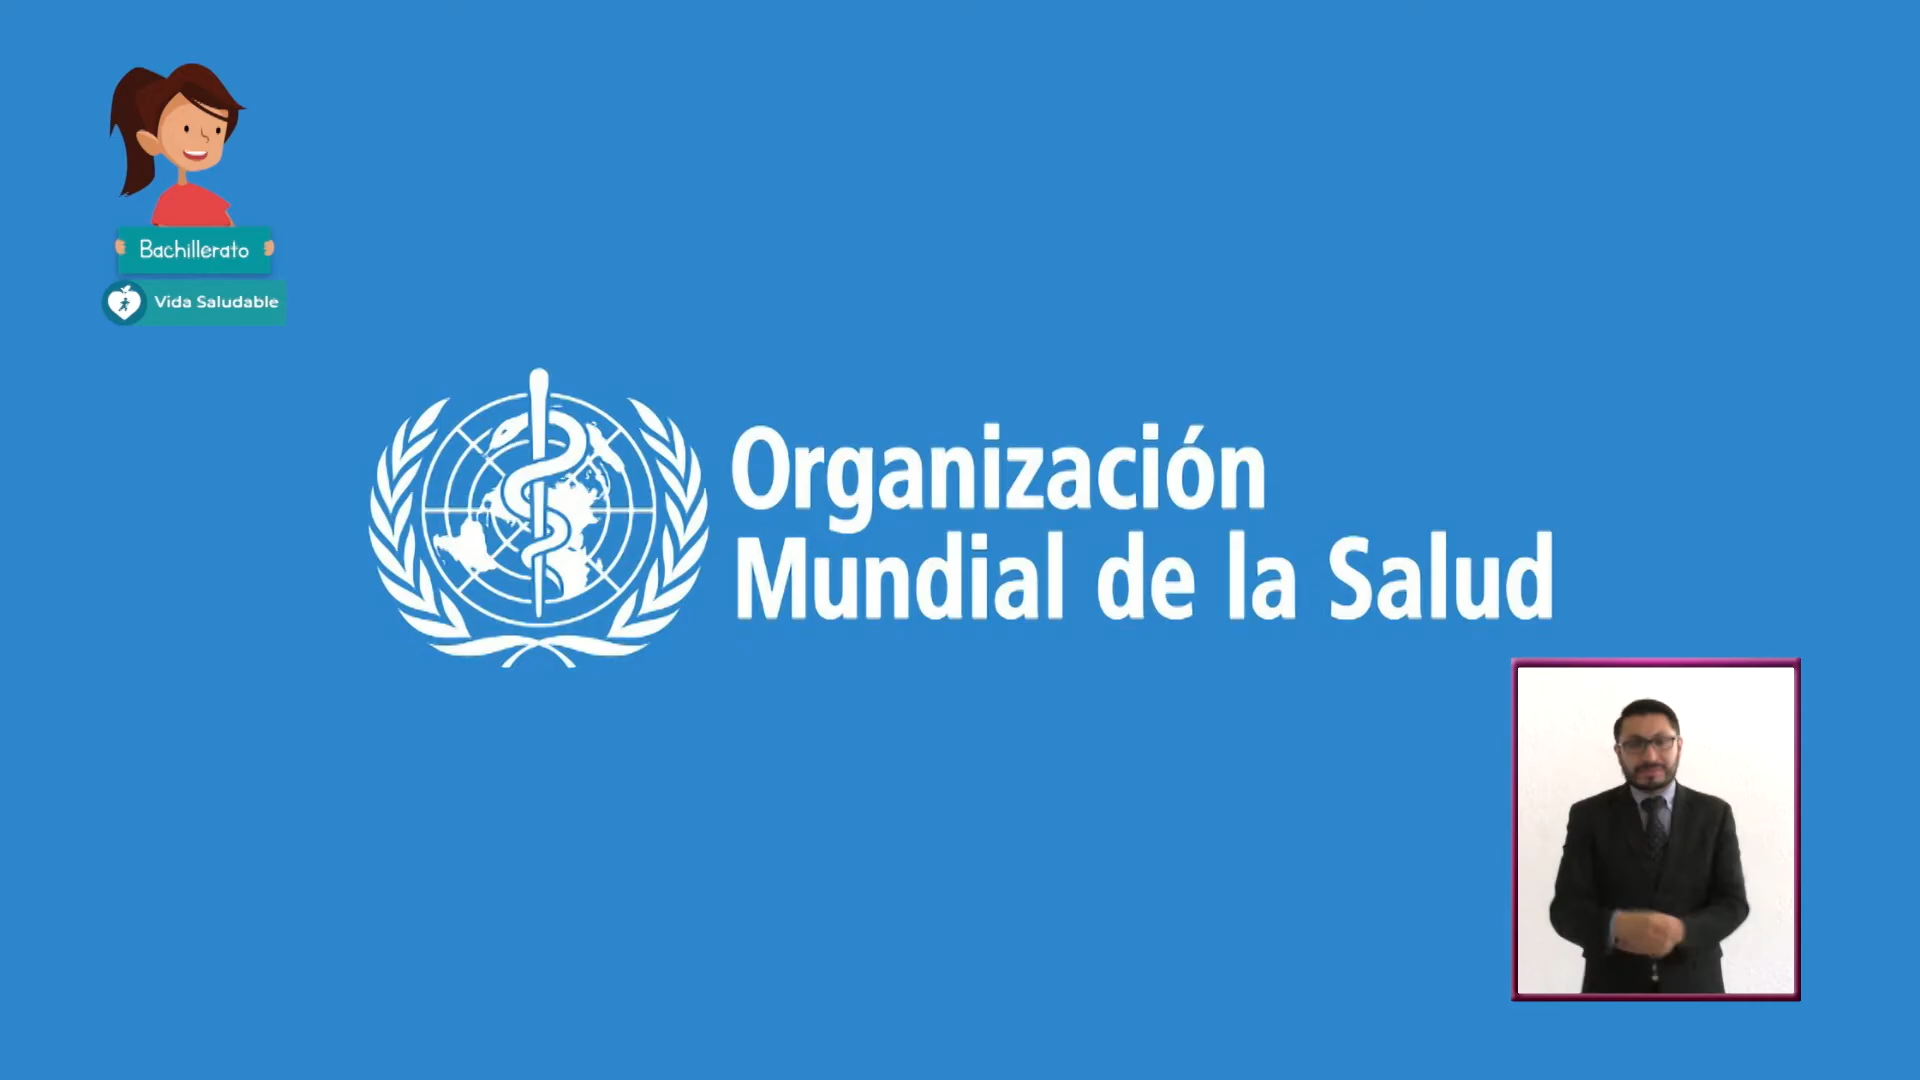 Bachillerato
Vida Saludable
Organización
Mundial de la Salud